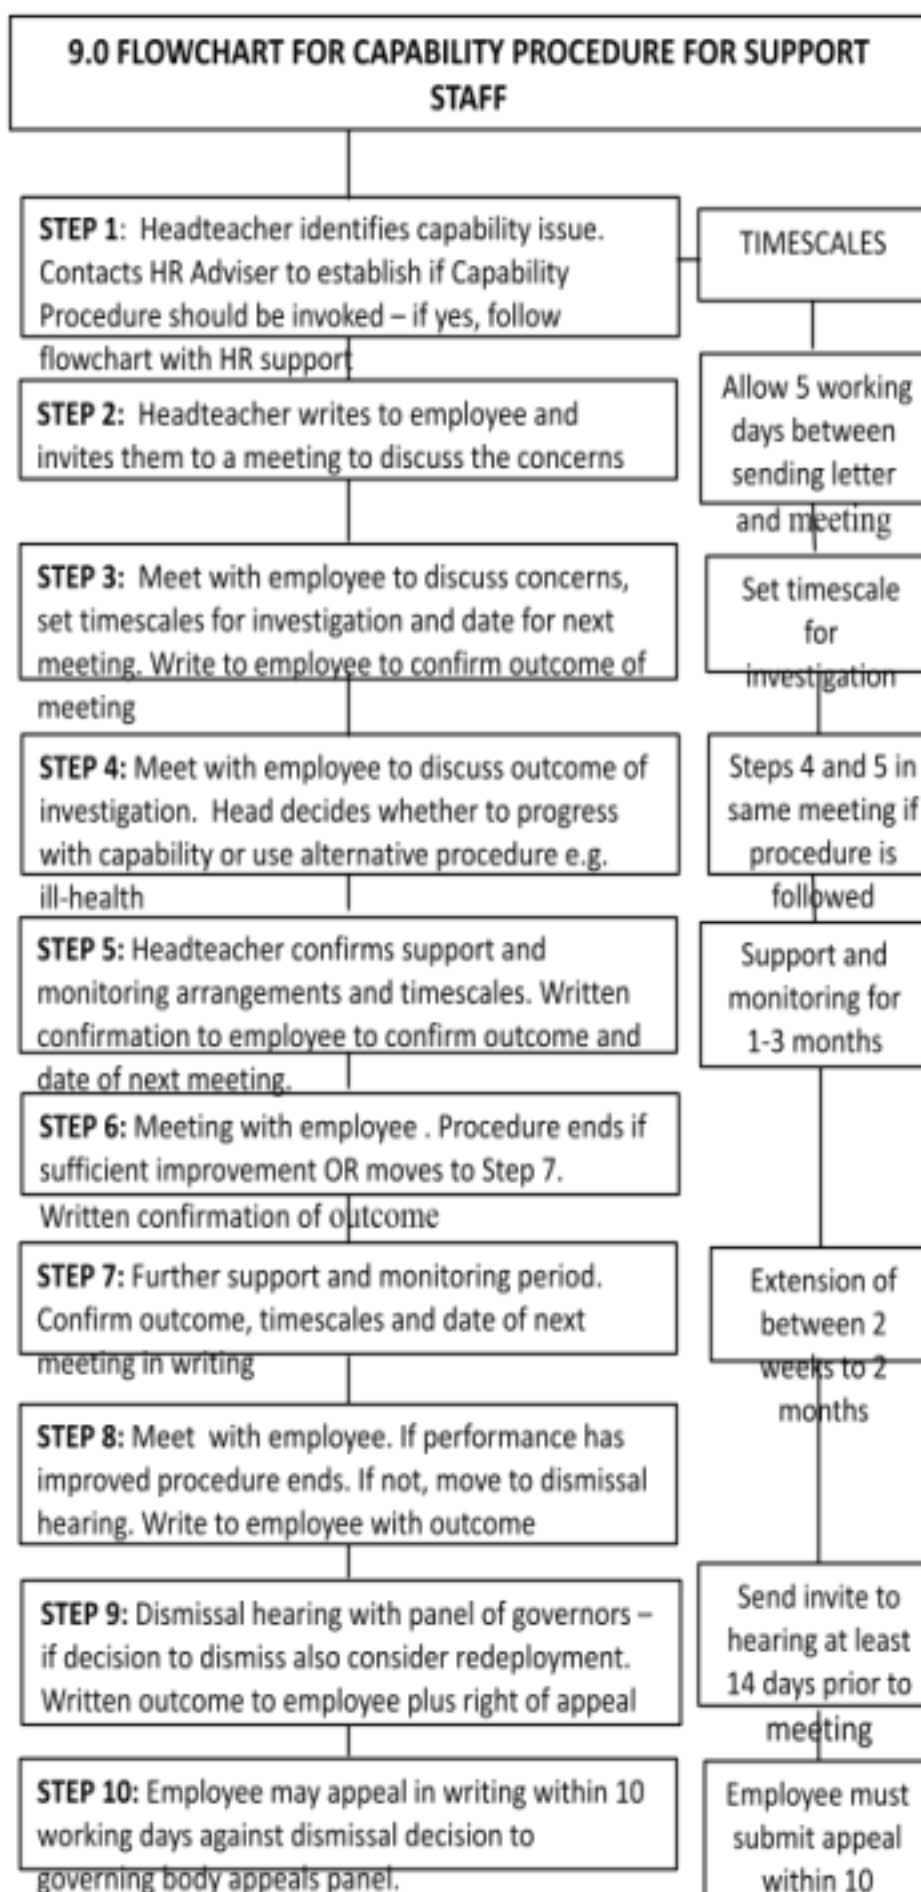 9.0 FLOWCHART FOR CAPABILITY PROCEDURE FOR SUPPORT
STAFF
STEP 1: Headteacher identifies capability issue.
Contacts HR Adviser to establish if Capability
Procedure should be invoked – if yes, follow
flowchart with HR support
TIMESCALES
STEP 2: Headteacher writes to employee and
invites them to a meeting to discuss the concerns
Allow 5 working
days between
sending letter
and meeting
STEP 3: Meet with employee to discuss concerns,
set timescales for investigation and date for next
meeting. Write to employee to confirm outcome of
meeting
Set timescale
for
investigation
STEP 4: Meet with employee to discuss outcome of
investigation. Head decides whether to progress
with capability or use alternative procedure e.g.
ill-health
Steps 4 and 5 in
same meeting if
procedure is
followed
STEP 5: Headteacher confirms support and
monitoring arrangements and timescales. Written
confirmation to employee to confirm outcome and
date of next meeting.
Support and
monitoring for
1-3 months
STEP 6: Meeting with employee . Procedure ends if
sufficient improvement OR moves to Step 7.
Written confirmation of outcome
STEP 7: Further support and monitoring period.
Confirm outcome, timescales and date of next
meeting in writing
Extension of
between 2
weeks to 2
months
STEP 8: Meet with employee. If performance has
improved procedure ends. If not, move to dismissal
hearing. Write to employee with outcome
STEP 9: Dismissal hearing with panel of governors –
if decision to dismiss also consider redeployment.
Written outcome to employee plus right of appeal
Send invite to
hearing at least
14 days prior to
meeting
STEP 10: Employee may appeal in writing within 10
working days against dismissal decision to
governing body appeals panel.
Employee must
submit appeal
within 10